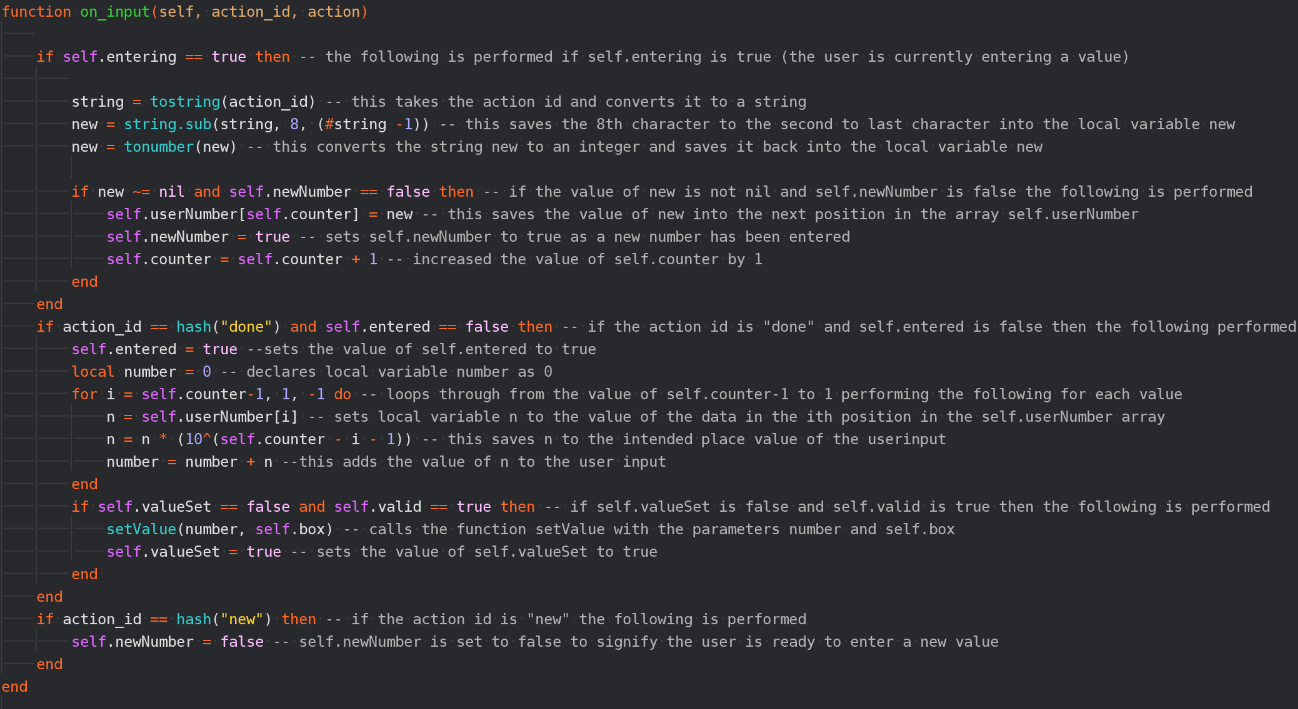 function on_input(self, action_id, action)
if self.entering == true then -- the following is performed if self.entering is true (the user is currently entering a value)
string = tostring(action_id) -- this takes the action id and converts it to a string
new = string.sub(string, 8, (#string -1)) -- this saves the 8th character to the second to last character into the local variable new
new = tonumber(new) -- this converts the string new to an integer and saves it back into the local variable new
if new ~= nil and self.newNumber == false then -- if the value of new is not nil and self.newNumber is false the following is performed
self.userNumber[self.counter] = new -- this saves the value of new into the next position in the array self.userNumber
self.newNumber = true -- sets self.newNumber to true as a new number has been entered
self.counter = self.counter + 1 -- increased the value of self.counter by 1
end
end
if action_id == hash("done") and self.entered == false then -- if the action id is "done" and self.entered is false then the following performed
self.entered = true --sets the value of self.entered to true
local number = 0 -- declares local variable number as 0
for i = self.counter-1, 1, -1 do -- loops through from the value of self.counter-1 to 1 performing the following for each value
n = self.userNumber[i] -- sets local variable n to the value of the data in the ith position in the self.userNumber array
n = n * (10^(self.counter - i - 1)) -- this saves n to the intended place value of the userinput
number = number + n --this adds the value of n to the user input
end
if self.valueSet == false and self.valid == true then -- if self.valueSet is false and self.valid is true then the following is performed
setValue(number, self.box) -- calls the function setValue with the parameters number and self.box
self.valueSet = true -- sets the value of self.valueSet to true
end
end
if action_id == hash("new") then -- if the action id is "new" the following is performed
self.newNumber = false -- self.newNumber is set to false to signify the user is ready to enter a new value
end
end